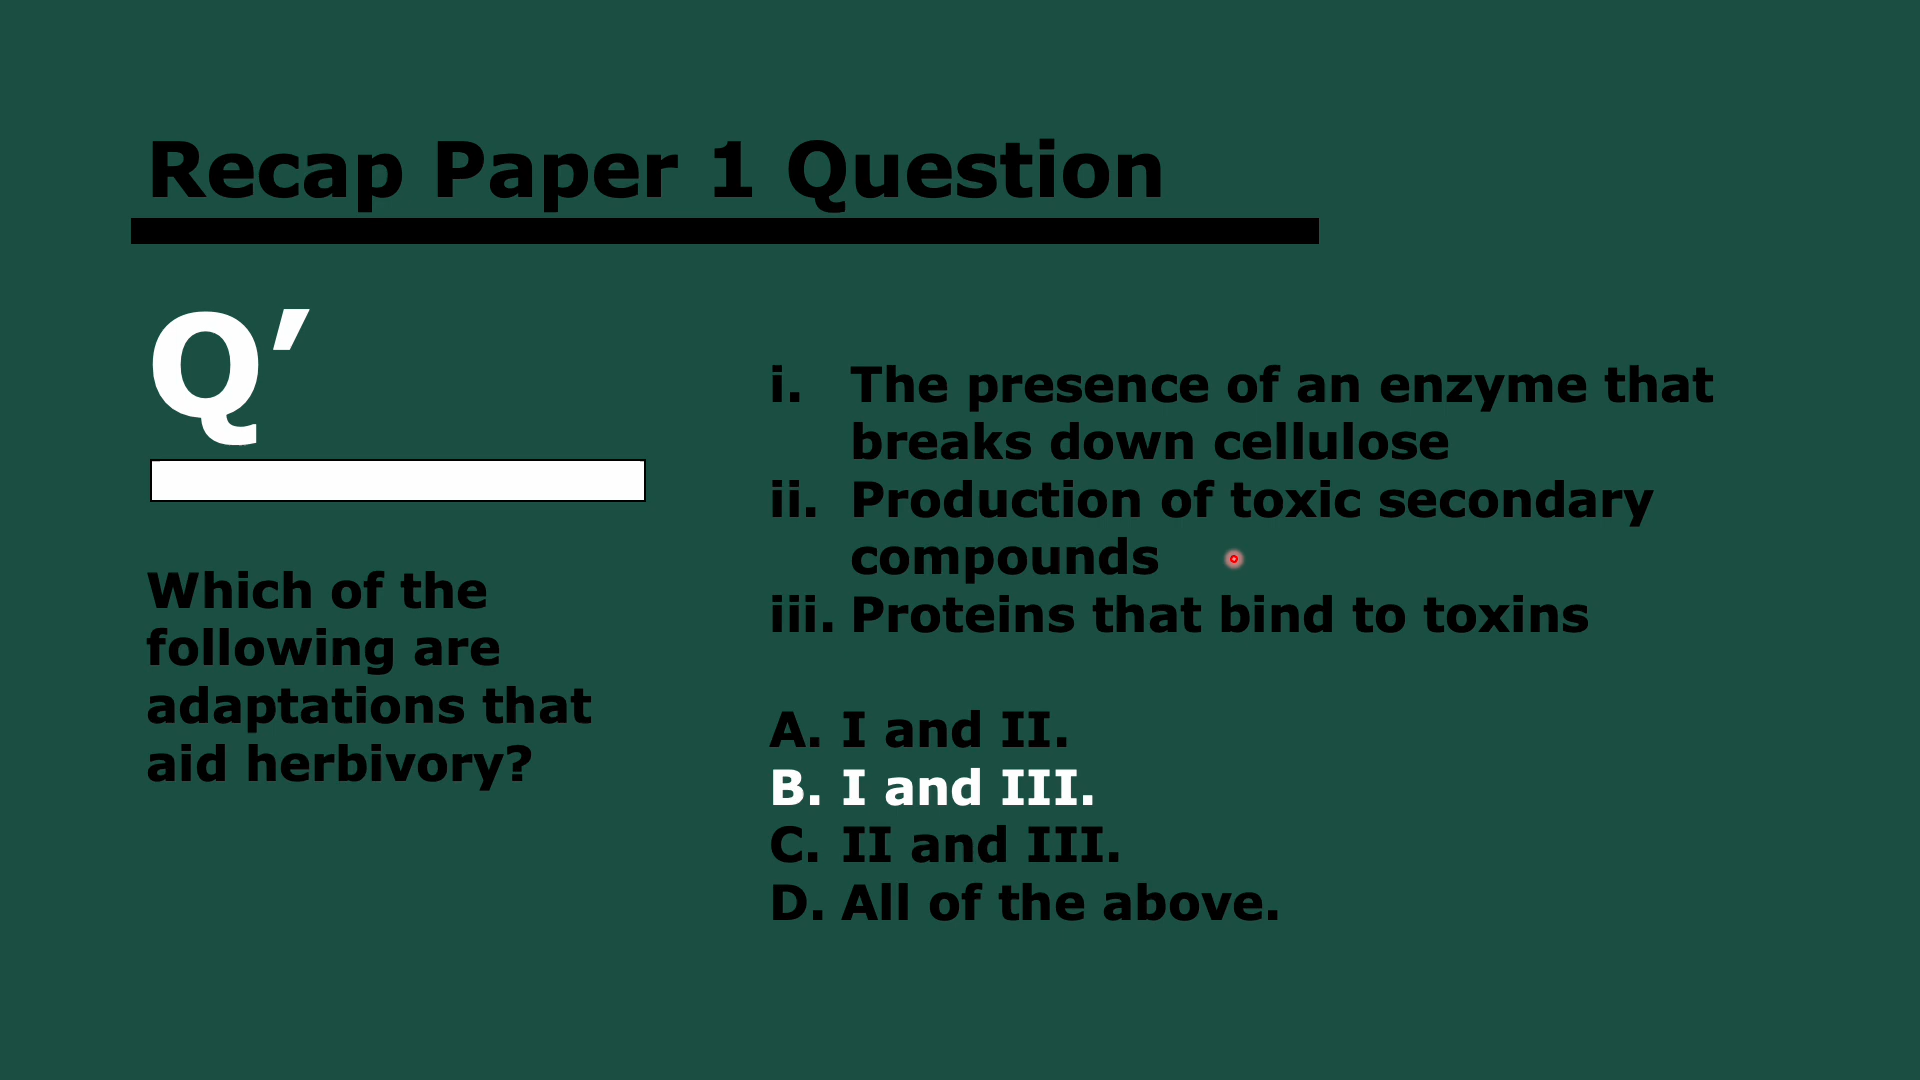 Recap Paper 1 Question
Q’
Which of the
following are
adaptations that
aid herbivory?
i. The presence of an enzyme that
breaks down cellulose
ii. Production of toxic secondary
compounds
iii. Proteins that bind to toxins
A. I and II.
B. I and III.
C. II and III.
D. All of the above.